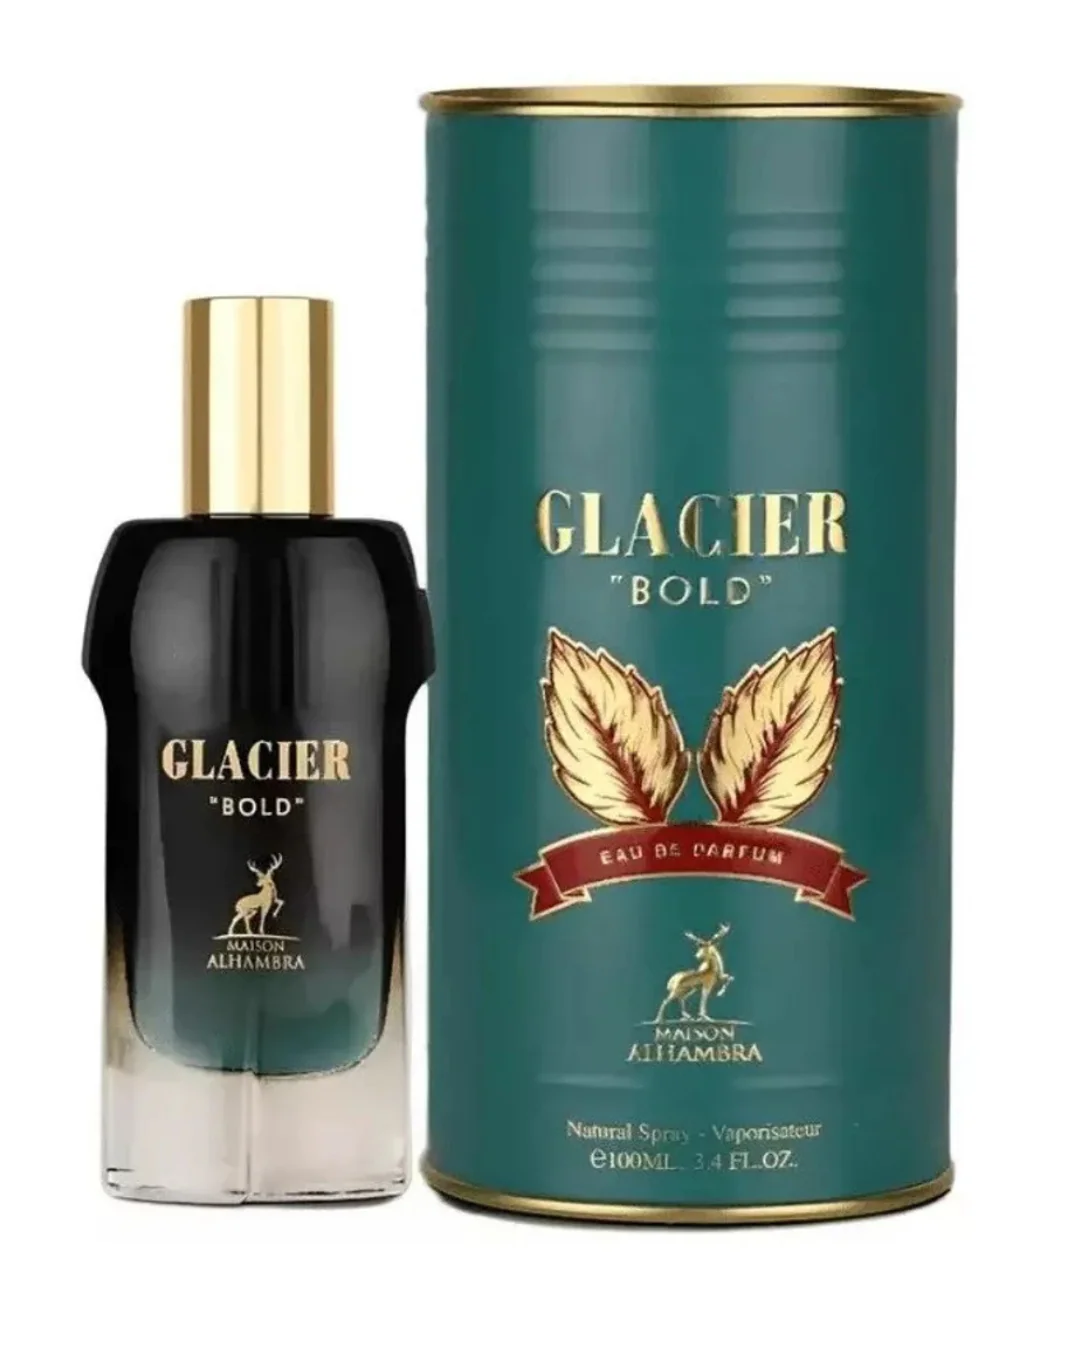 GLACIER
"BOLD"
MAISON
ALHAMBRA
GLACIER
"BOLD"
EAU DE PARFUM
MAISON
ALHAMBRA
Natural Spray - Vaporisateur
e100ML. 3.4 FL.OZ.